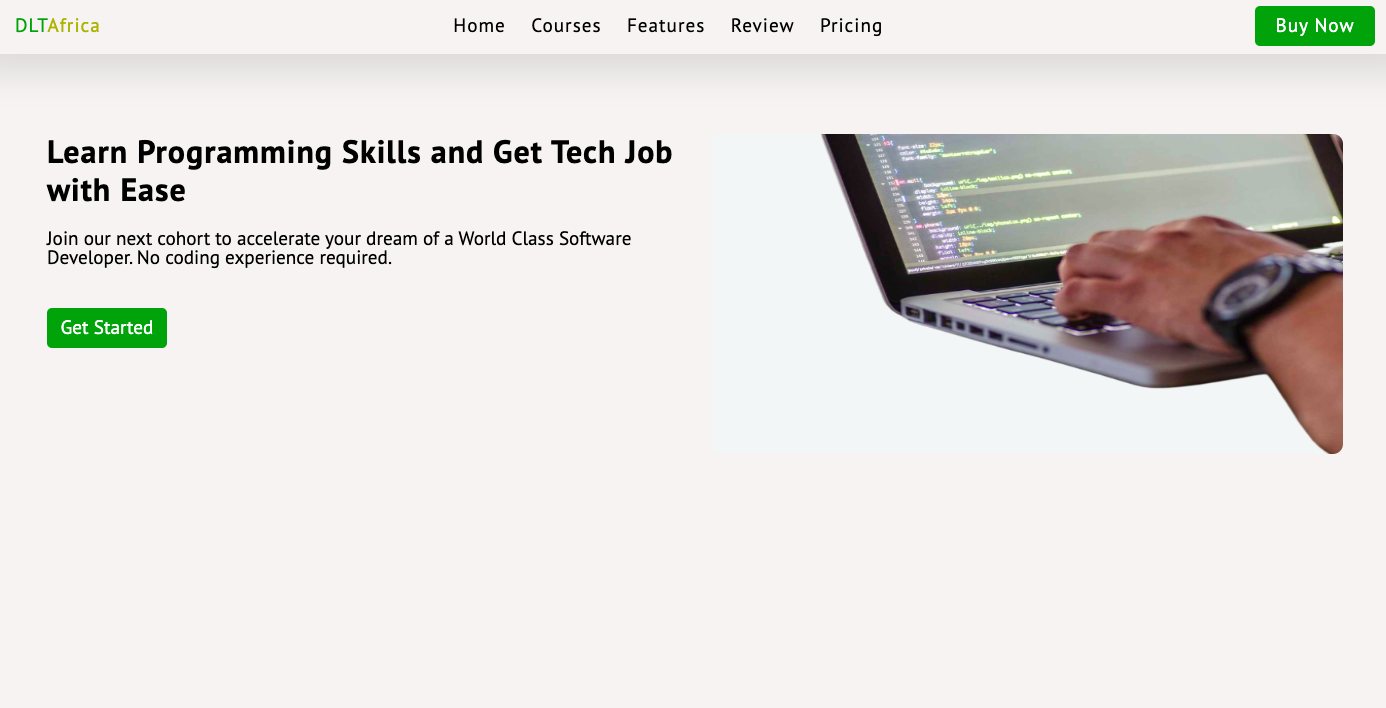 DLTAfrica
Home Courses Features Review Pricing
Buy Now
Learn Programming Skills and Get Tech Job
with Ease
Join our next cohort to accelerate your dream of a World Class Software
Developer. No coding experience required.
Get Started